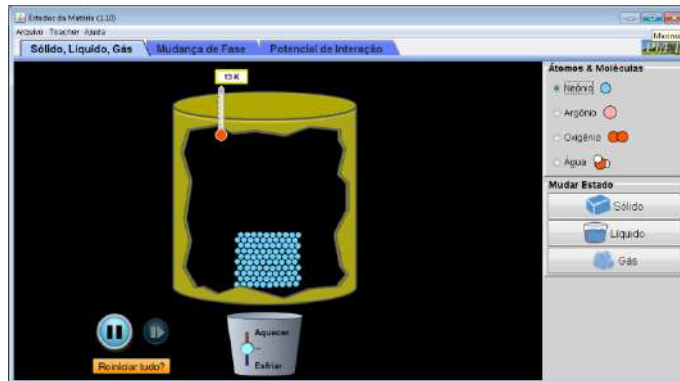 Estados da Matéria (1.10)
Arquivo Teacher Ajuda
Sólido, Líquido, Gás
Mudança de Fase
Potencial de Interação
13 K
Átomos & Moléculas
Neônio
Argônio
Oxigênio
Água
Mudar Estado
Sólido
Líquido
Gás
Aquecer
Esfriar
Reiniciar tudo?